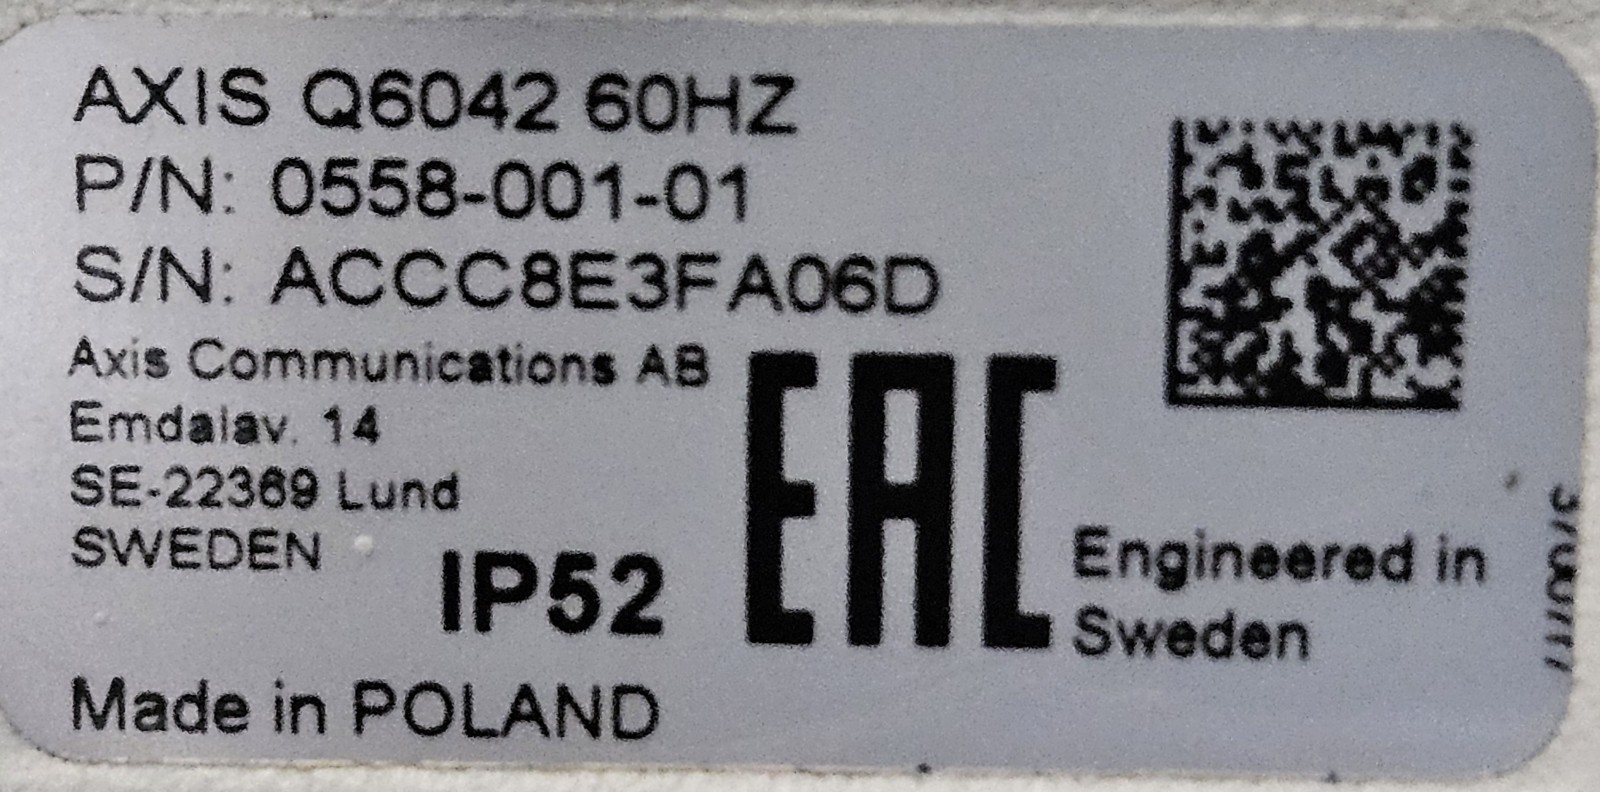 AXIS Q6042 60HZ
P/N: 0558-001-01
S/N: ACCC8E3FA06D
Axis Communications AB
Emdalav. 14
SE-22369 Lund
SWEDEN
IP52
EAC
Engineered in
Sweden
Made in POLAND